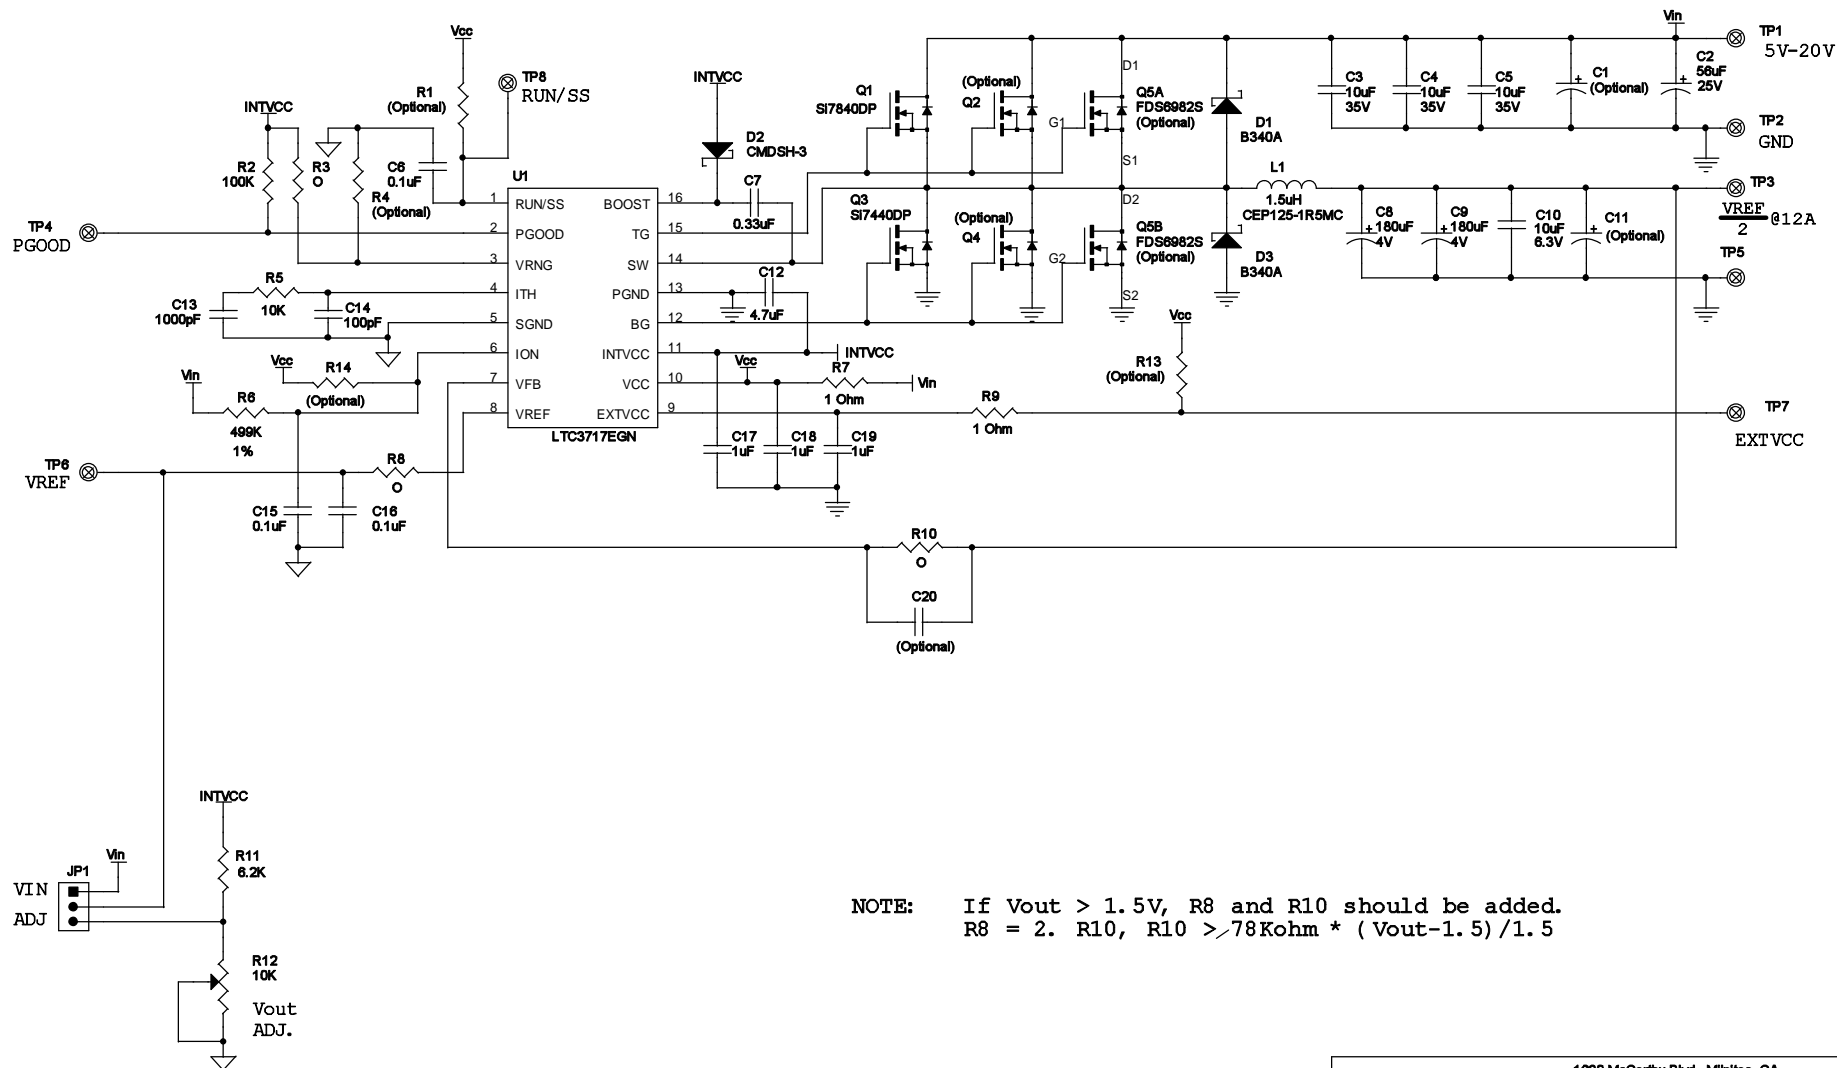 Vcc
Vin
TP1
5V-20V
TP8
RUN/SS
R1
(Optional)
INTVCC
INTVCC
R2
100K
R3
O
R4
(Optional)
C6
0.1uF
D2
CMDSH-3
Q1
SI7840DP
(Optional)
Q2
D1
G1
Q5A
FDS6982S
(Optional)
S1
D1
B340A
C3
10uF
35V
C4
10uF
35V
C5
10uF
35V
C1
(Optional)
C2
56uF
25V
TP2
GND
U1
1
RUN/SS
2
PGOOD
3
VRNG
4
ITH
5
SGND
6
ION
7
VFB
8
VREF
BOOST
16
TG
15
SW
14
PGND
13
BG
12
INTVCC
11
VCC
10
EXTVCC
9
LTC3717EGN
C7
0.33uF
Q3
SI7440DP
(Optional)
Q4
D2
G2
Q5B
FDS6982S
(Optional)
S2
D3
B340A
L1
1.5uH
CEP125-1R5MC
C8
180uF
4V
C9
180uF
4V
C10
10uF
6.3V
C11
(Optional)
TP3
VREF
2
@12A
TP5
TP4
PGOOD
R5
10K
C13
1000pF
C14
100pF
C12
4.7uF
INTVCC
Vcc
R7
1 Ohm
Vin
Vcc
R13
(Optional)
R9
1 Ohm
TP7
EXTVCC
Vin
Vcc
R14
(Optional)
R6
499K
1%
C17
1uF
C18
1uF
C19
1uF
TP6
VREF
R8
O
C15
0.1uF
C16
0.1uF
R10
O
C20
(Optional)
INTVCC
R11
6.2K
Vin
JP1
VIN
ADJ
R12
10K
Vout
ADJ.
NOTE: If Vout > 1.5V, R8 and R10 should be added.
R8 = 2. R10, R10 > 78Kohm * (Vout-1.5)/1.5